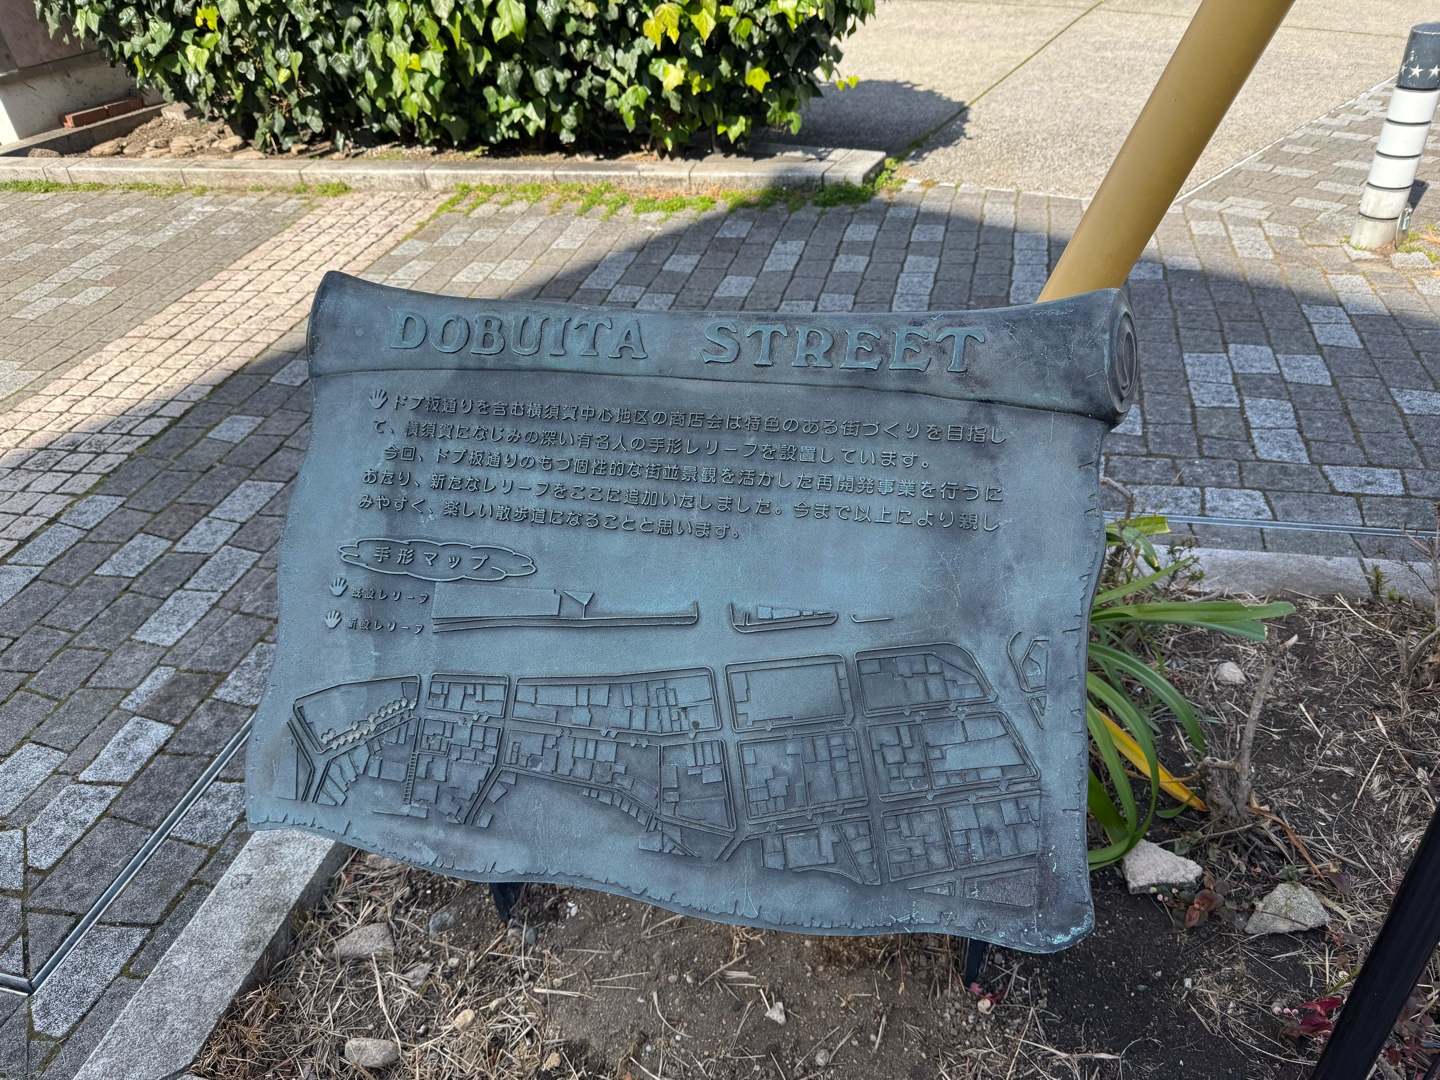 DOBUITA STREET
ドブ板通りを含む横須賀中心地区の商店会は特色のある街づくりを目指し
て、横須賀になじみの深い有名人の手形レリーフを設置しています。
今回、ドブ板通りのもつ個性的な街並景観を活かした再開発事業を行うに
あたり、新たなレリーフをここに追加いたしました。今まで以上により親し
みやすく、楽しい散歩道になることと思います。
手形マップ
既設レリーフ
新設レリーフ